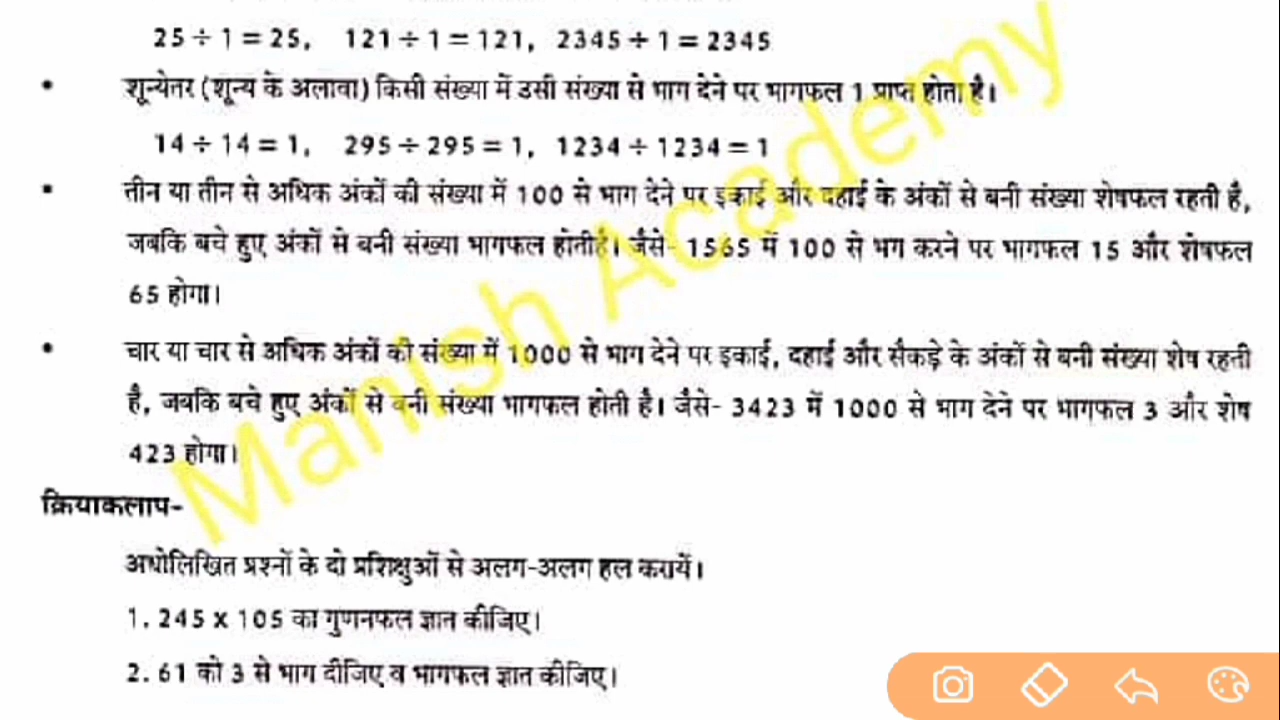 25 ÷ 1 = 25, 121 ÷ 1 = 121, 2345 ÷ 1 = 2345
• शून्येतर (शून्य के अलावा) किसी संख्या में उसी संख्या से भाग देने पर भागफल 1 प्राप्त होता है।
14 ÷ 14 = 1, 295 ÷ 295 = 1, 1234 ÷ 1234 = 1
• तीन या तीन से अधिक अंकों की संख्या में 100 से भाग देने पर इकाई और दहाई के अंकों से बनी संख्या शेषफल रहती है,
जबकि बचे हुए अंकों से बनी संख्या भागफल होतीहै। जैसे- 1565 में 100 से भग करने पर भागफल 15 और शेषफल
65 होगा।
• चार या चार से अधिक अंकों की संख्या में 1000 से भाग देने पर इकाई, दहाई और सैकड़े के अंकों से बनी संख्या शेष रहती
है, जबकि बचे हुए अंकों से बनी संख्या भागफल होती है। जैसे- 3423 में 1000 से भाग देने पर भागफल 3 और शेष
423 होगा।
क्रियाकलाप-
अधोलिखित प्रश्नों के दो प्रशिक्षुओं से अलग-अलग हल करायें।
1. 245 x 105 का गुणनफल ज्ञात कीजिए।
2. 61 को 3 से भाग दीजिए व भागफल ज्ञात कीजिए।
Manish Academy